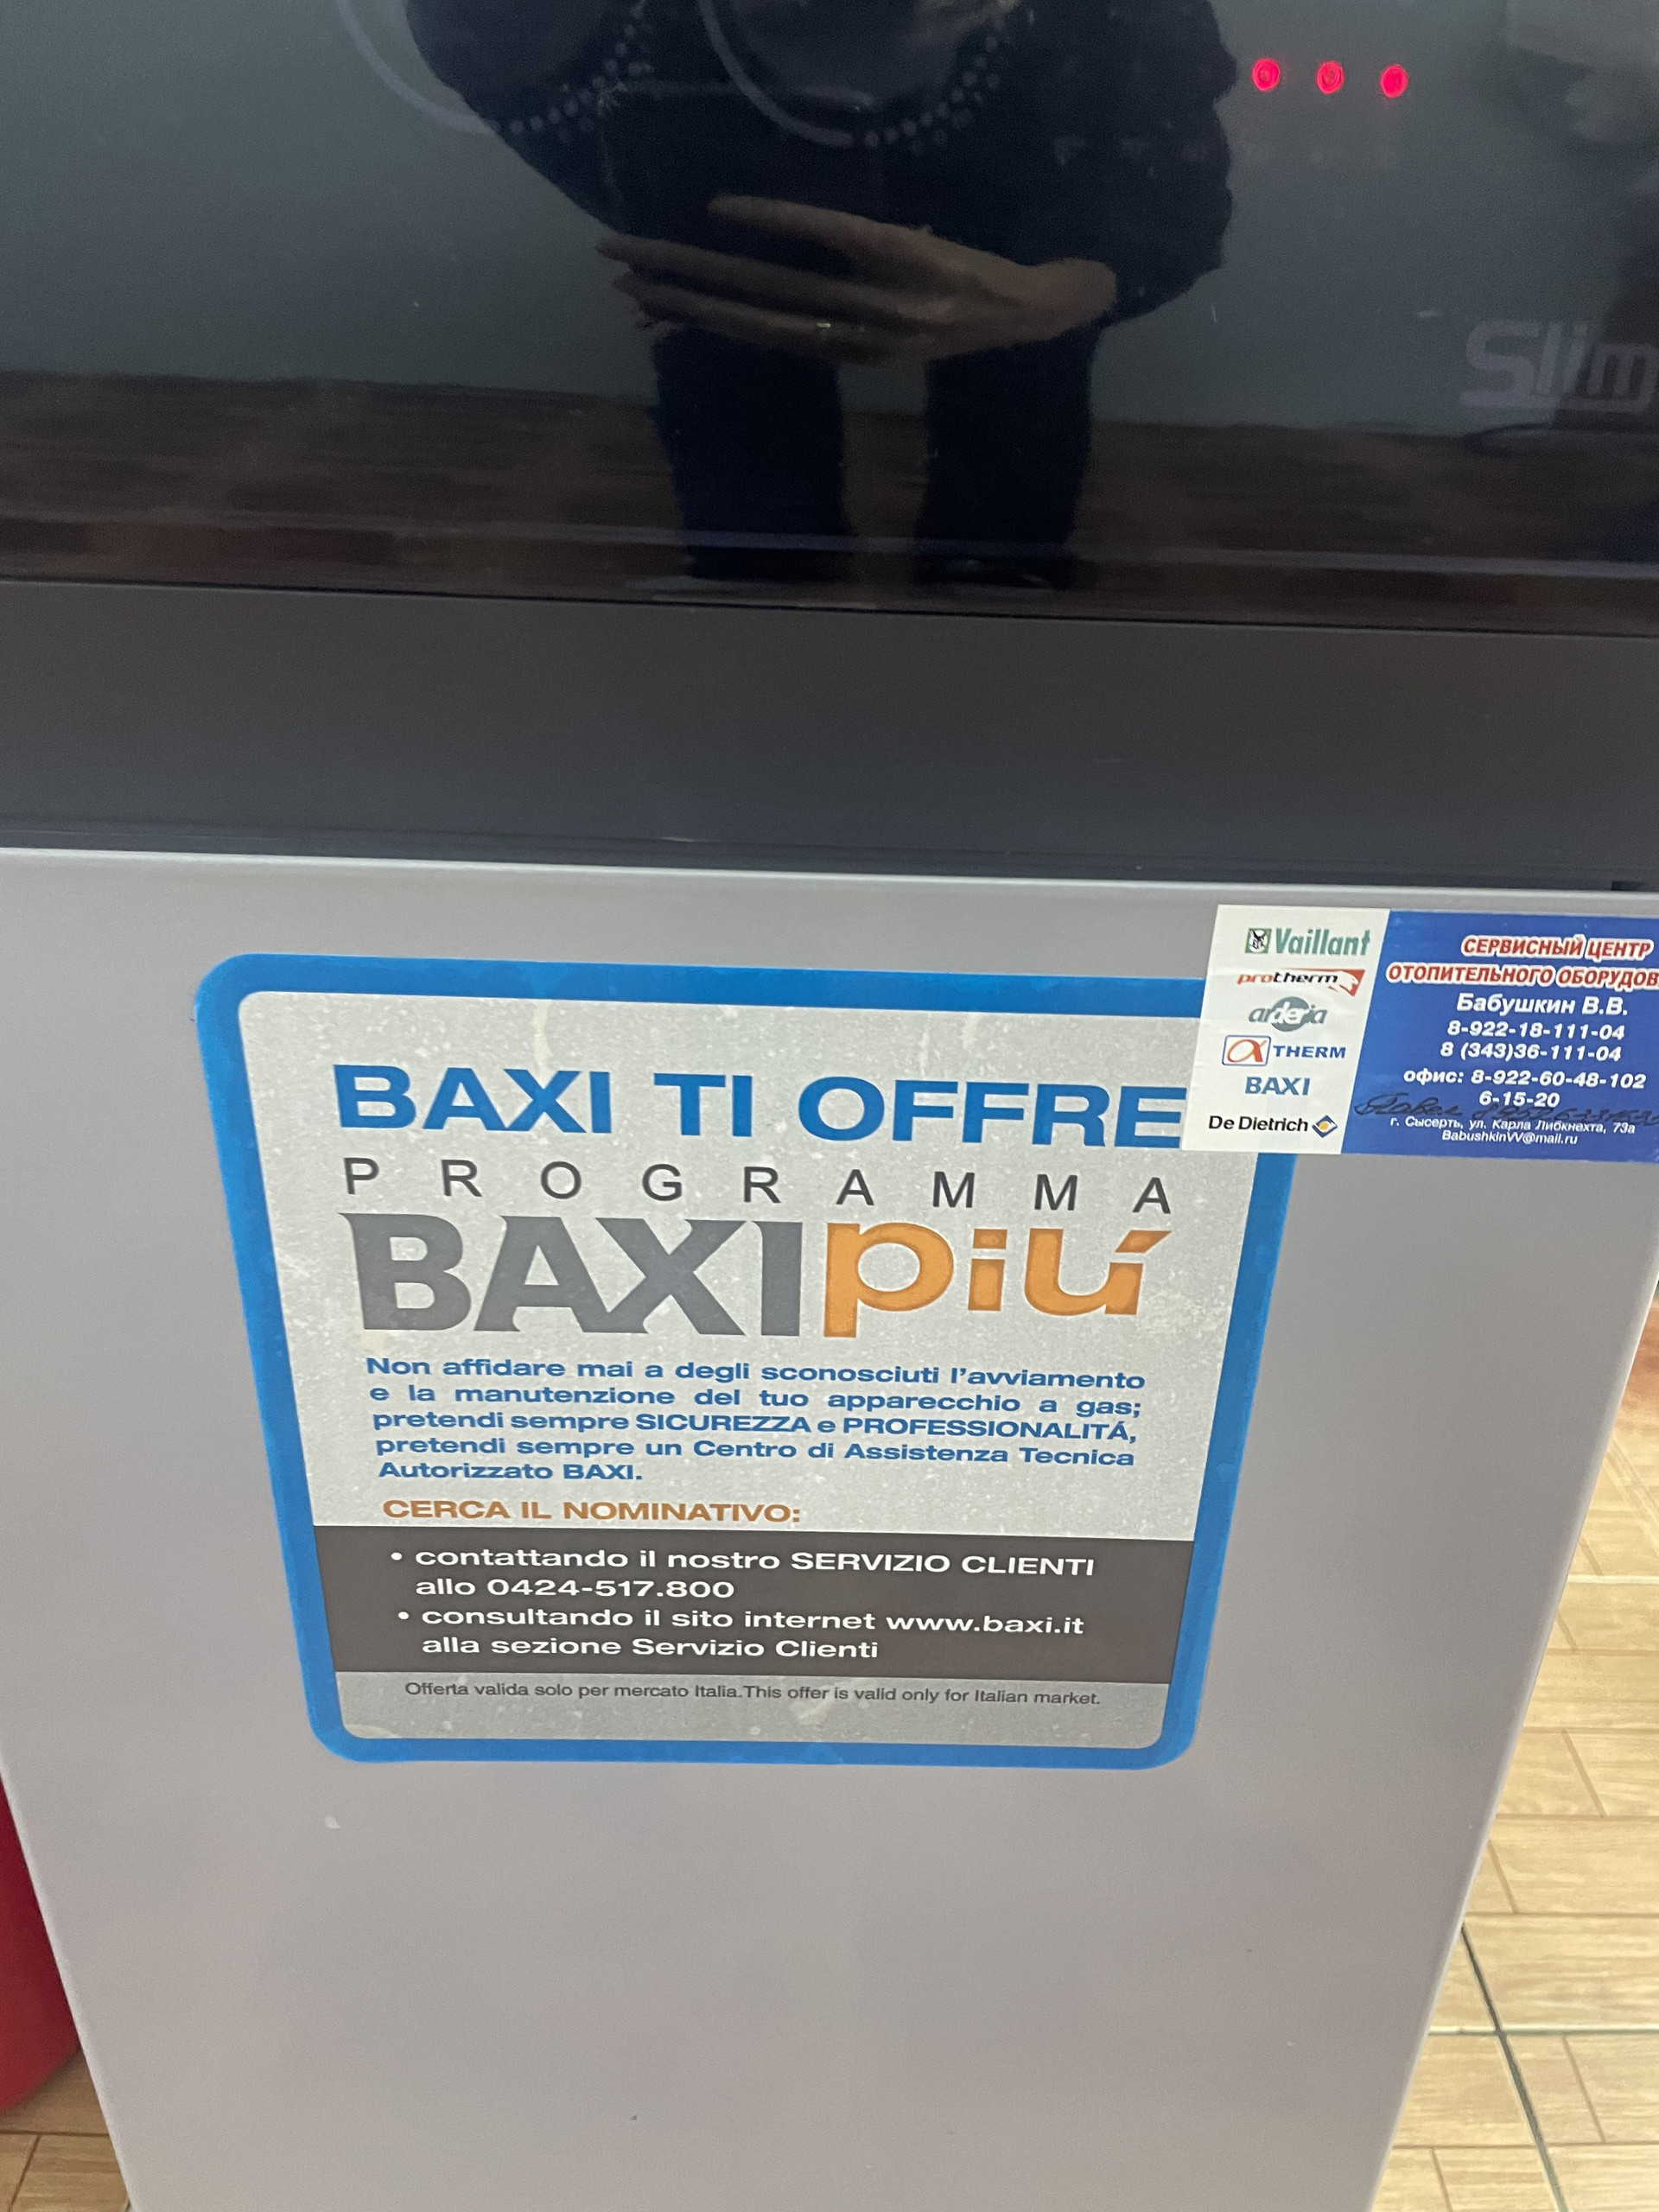 Slim
Vaillant
protherm
arderia
α THERM
BAXI
De Dietrich
СЕРВИСНЫЙ ЦЕНТР
ОТОПИТЕЛЬНОГО
Бабушкин В.В.
8-922-18-111-04
8 (343)36-111-04
офис: 8-922-60-48-102
6-15-20
г. Сысерть, ул. Карла Либкнехта, 73а
BabushkinVV@mail.ru
BAXI TI OFFRE
PROGRAMMA
BAXIpiú
Non affidare mai a degli sconosciuti l'avviamento
e la manutenzione del tuo apparecchio a gas;
pretendi sempre SICUREZZA e PROFESSIONALITÁ,
pretendi sempre un Centro di Assistenza Tecnica
Autorizzato BAXI.
CERCA IL NOMINATIVO:
• contattando il nostro SERVIZIO CLIENTI
allo 0424-517.800
• consultando il sito internet www.baxi.it
alla sezione Servizio Clienti
Offerta valida solo per mercato Italia.This offer is valid only for Italian market.